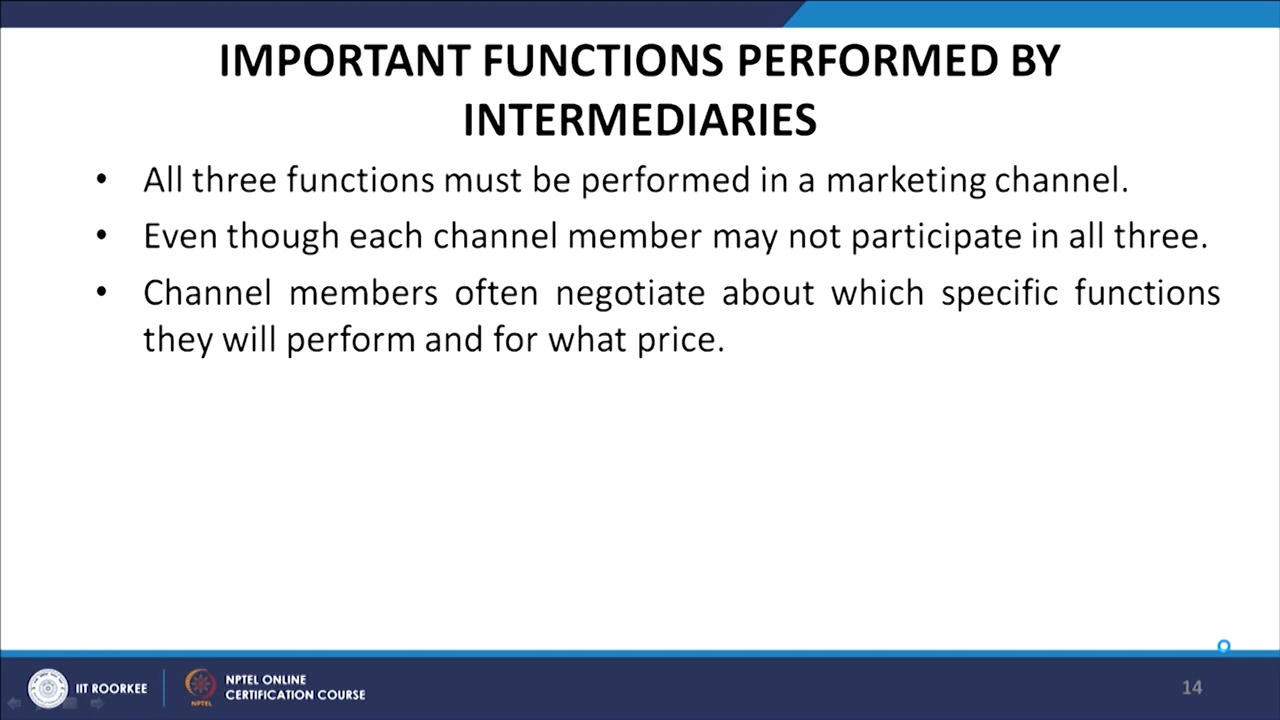 IMPORTANT FUNCTIONS PERFORMED BY
INTERMEDIARIES
• All three functions must be performed in a marketing channel.
• Even though each channel member may not participate in all three.
• Channel members often negotiate about which specific functions
they will perform and for what price.
IIT ROORKEE
NPTEL
NPTEL ONLINE
CERTIFICATION COURSE
14